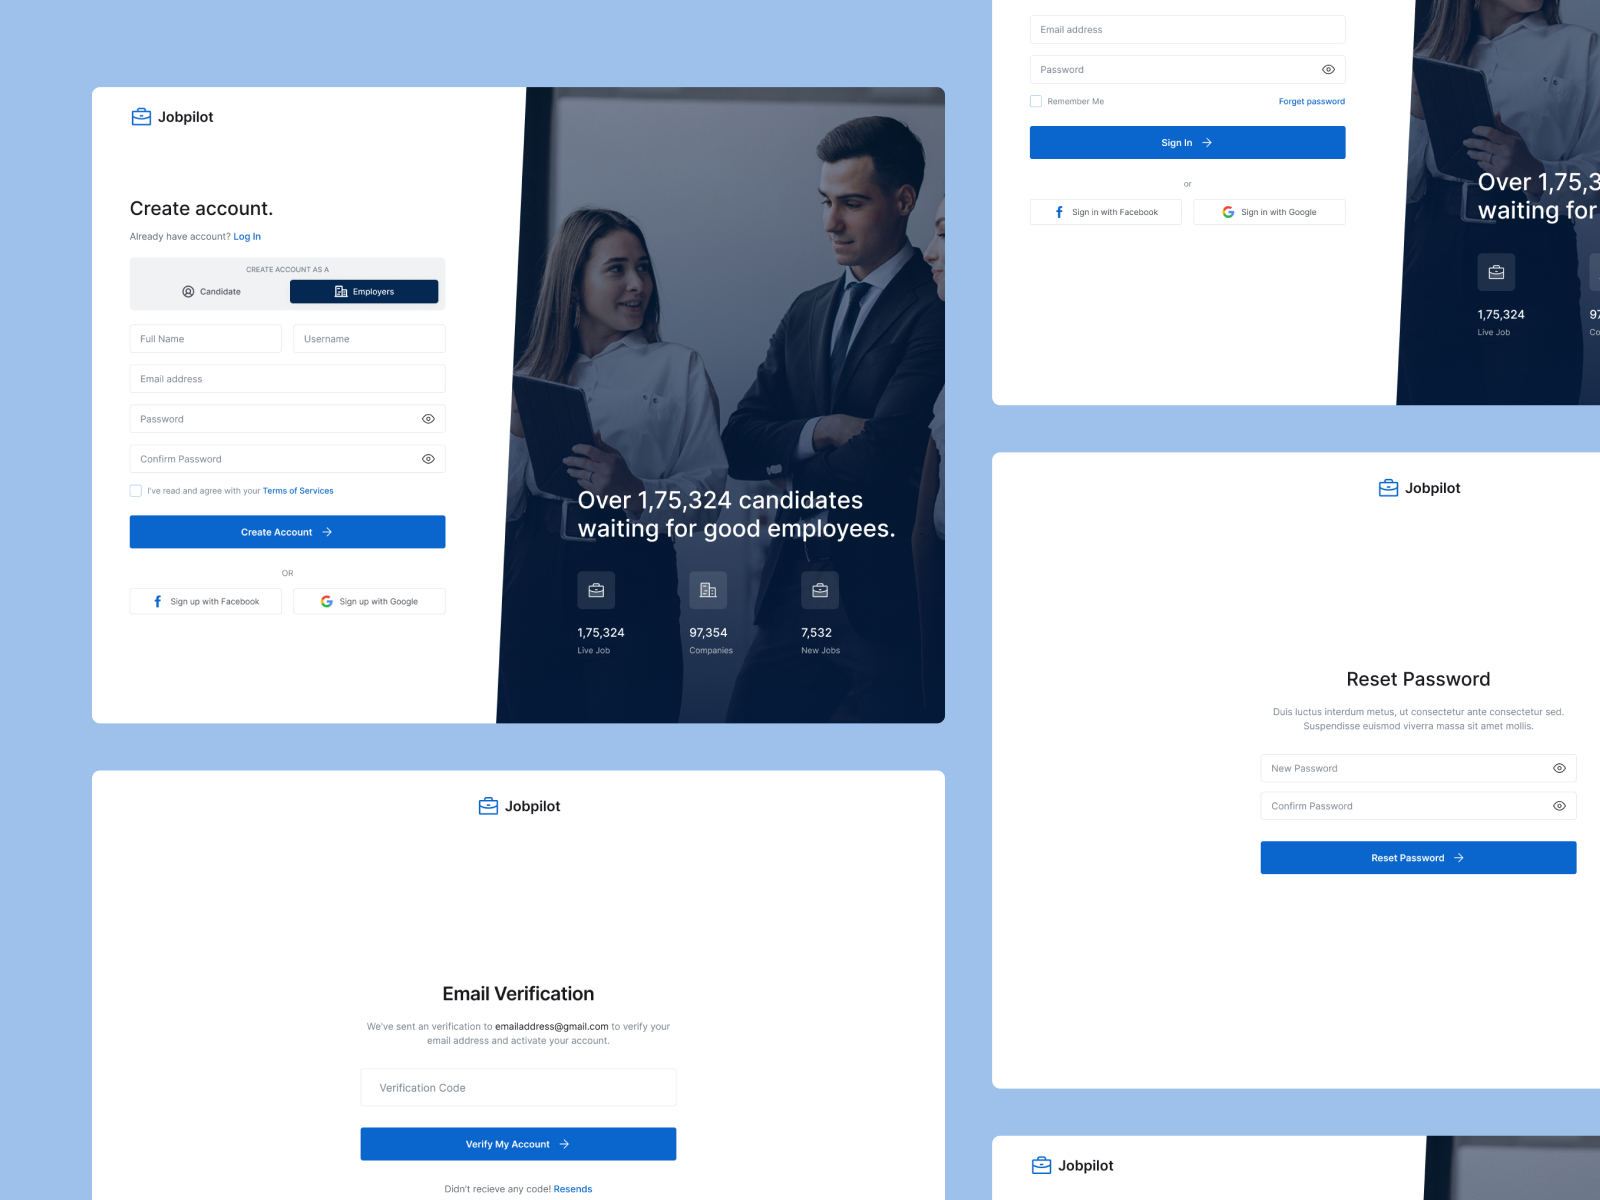 Jobpilot
Create account.
Already have account? Log In
CREATE ACCOUNT AS A
Candidate
Employers
Full Name
Username
Email address
Password
Confirm Password
I've read and agree with your Terms of Services
Create Account
OR
Sign up with Facebook
Sign up with Google
Over 1,75,324 candidates
waiting for good employees.
1,75,324
Live Job
97,354
Companies
7,532
New Jobs
Email address
Password
Remember Me
Forget password
Sign In
or
Sign in with Facebook
Sign in with Google
Over 1,75,3
waiting for
1,75,324
Live Job
97
Co
Jobpilot
Email Verification
We've sent an verification to emailaddress@gmail.com to verify your
email address and activate your account.
Verification Code
Verify My Account
Didn't recieve any code! Resends
Jobpilot
Reset Password
Duis luctus interdum metus, ut consectetur ante consectetur sed.
Suspendisse euismod viverra massa sit amet mollis.
New Password
Confirm Password
Reset Password
Jobpilot